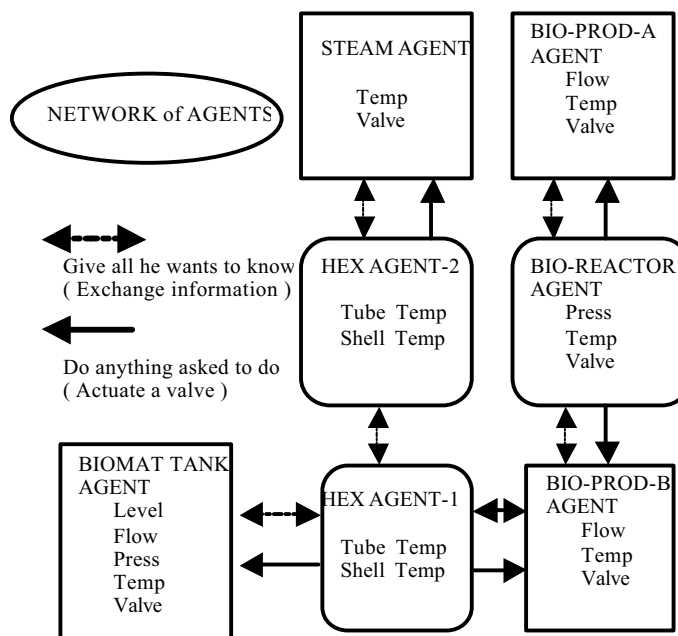 NETWORK of AGENTS
STEAM AGENT
Temp
Valve
BIO-PROD-A
AGENT
Flow
Temp
Valve
Give all he wants to know
( Exchange information )
Do anything asked to do
( Actuate a valve )
HEX AGENT-2
Tube Temp
Shell Temp
BIO-REACTOR
AGENT
Press
Temp
Valve
BIOMAT TANK
AGENT
Level
Flow
Press
Temp
Valve
HEX AGENT-1
Tube Temp
Shell Temp
BIO-PROD-B
AGENT
Flow
Temp
Valve